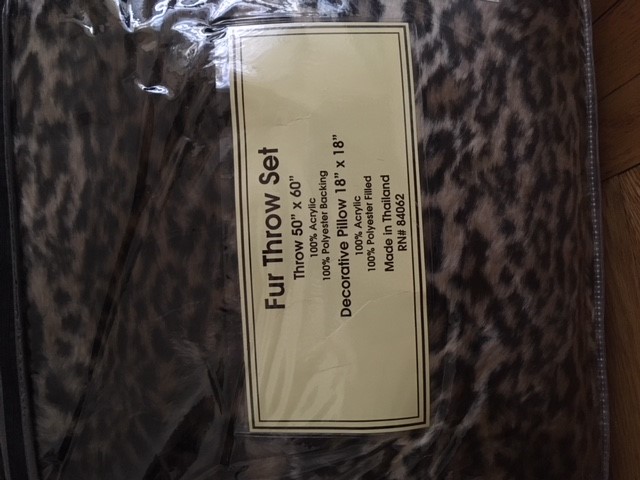 Fur Throw Set
Throw 50" x 60"
100% Acrylic
100% Polyester Backing
Decorative Pillow 18" x 18"
100% Acrylic
100% Polyester Filled
Made in Thailand
RN# 84062